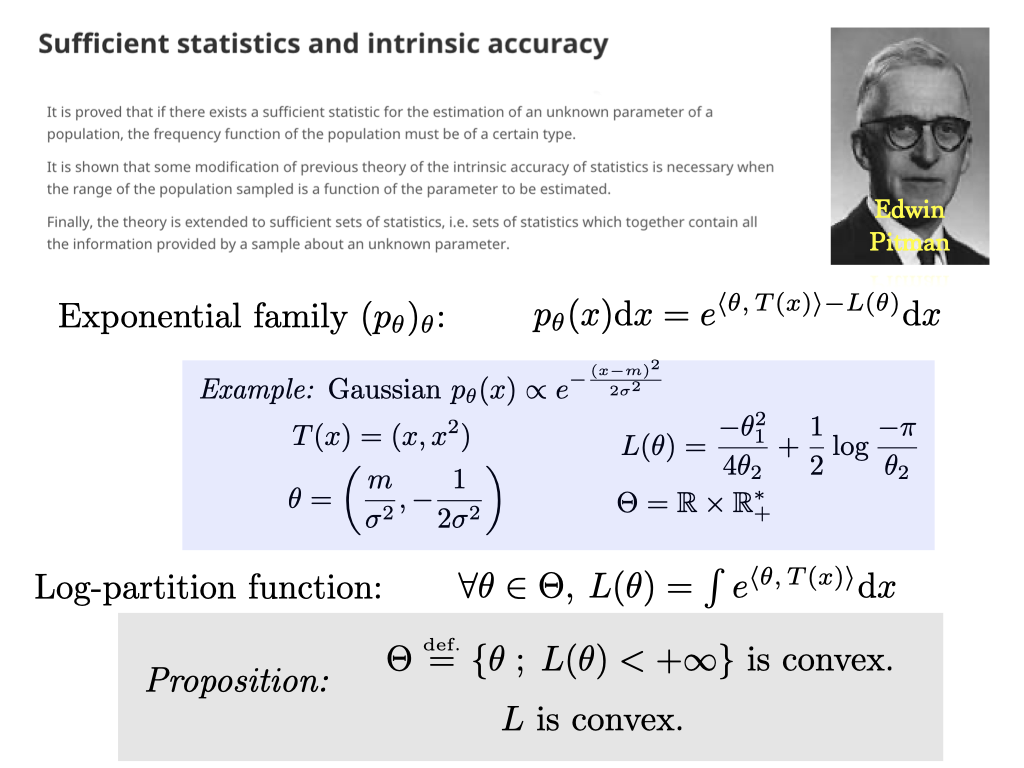 Sufficient statistics and intrinsic accuracy
It is proved that if there exists a sufficient statistic for the estimation of an unknown parameter of a
population, the frequency function of the population must be of a certain type.
It is shown that some modification of previous theory of the intrinsic accuracy of statistics is necessary when
the range of the population sampled is a function of the parameter to be estimated.
Finally, the theory is extended to sufficient sets of statistics, i.e. sets of statistics which together contain all
the information provided by a sample about an unknown parameter.
Edwin
Pitman
Exponential family $(p_\theta)_\theta$: $p_\theta(x)\mathrm{d}x = e^{\langle \theta, T(x) \rangle - L(\theta)}\mathrm{d}x$
Example: Gaussian $p_\theta(x) \propto e^{-\frac{(x-m)^2}{2\sigma^2}}$
$T(x) = (x, x^2)$ $L(\theta) = \frac{-\theta_1^2}{4\theta_2} + \frac{1}{2} \log \frac{-\pi}{\theta_2}$
$\theta = \left( \frac{m}{\sigma^2}, -\frac{1}{2\sigma^2} \right)$ $\Theta = \mathbb{R} \times \mathbb{R}_+^*$
Log-partition function: $\forall \theta \in \Theta, \; L(\theta) = \int e^{\langle \theta, T(x) \rangle}\mathrm{d}x$
Proposition: $\Theta \stackrel{\text{def.}}{=} \{\theta \; ; \; L(\theta) < +\infty\}$ is convex.
$L$ is convex.